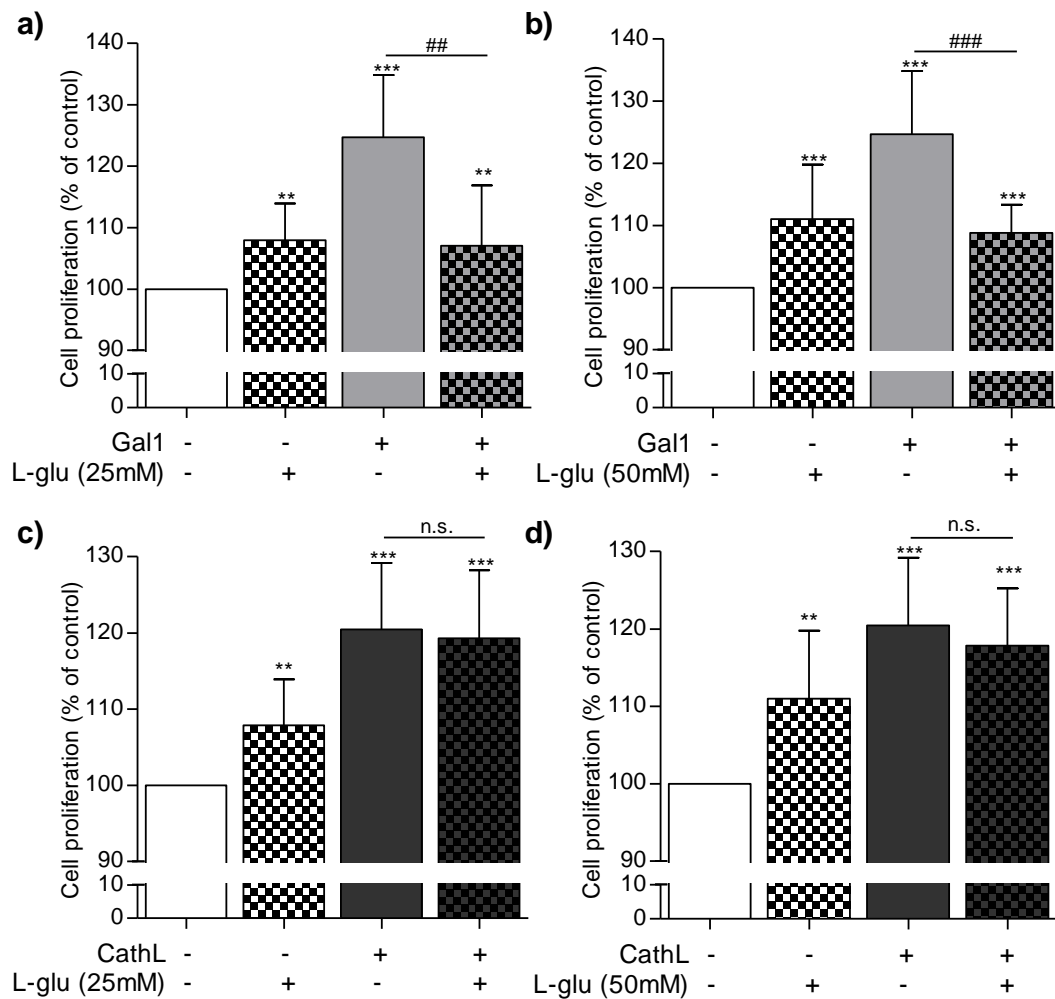 a)
Cell proliferation (% of control)
140
130
120
110
100
90
10
0
**
***
##
**
Gal1 - - + +
L-glu (25mM) - + - +
b)
Cell proliferation (% of control)
140
130
120
110
100
90
10
0
***
***
###
***
Gal1 - - + +
L-glu (50mM) - + - +
c)
Cell proliferation (% of control)
130
120
110
100
90
10
0
**
***
n.s.
***
CathL - - + +
L-glu (25mM) - + - +
d)
Cell proliferation (% of control)
130
120
110
100
90
10
0
**
***
n.s.
***
CathL - - + +
L-glu (50mM) - + - +